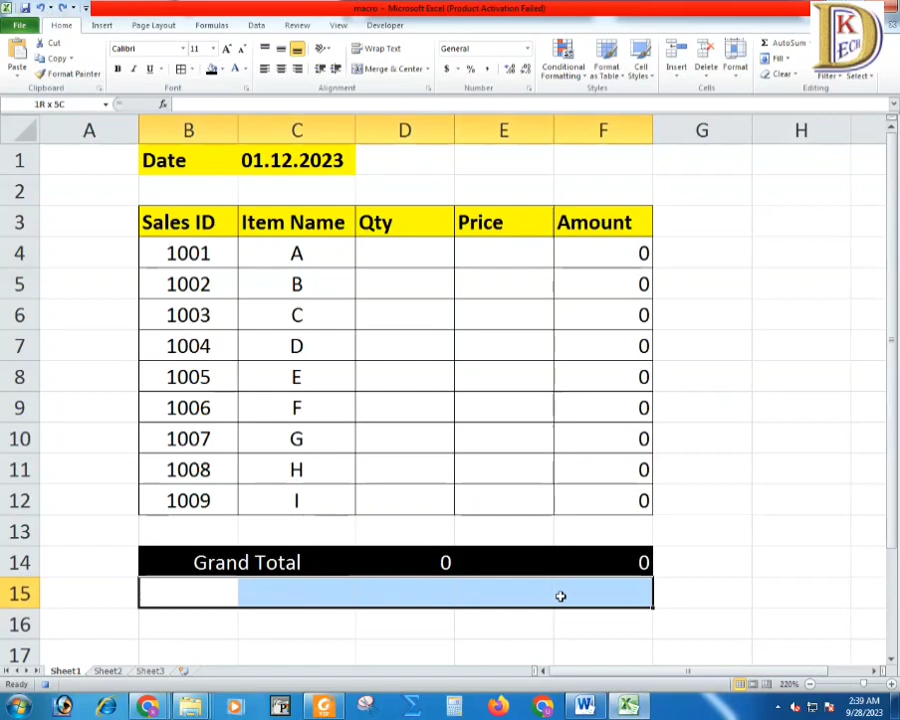 macro - Microsoft Excel (Product Activation Failed)
File Home Insert Page Layout Formulas Data Review View Developer
Paste Cut Copy Format Painter Clipboard
Calibri 11 B I U A A A Font
Wrap Text Merge & Center Alignment
General $ % , Number
Conditional Formatting Format as Table Cell Styles Styles
Insert Delete Format Cells
AutoSum Fill Clear Filter Select Editing
D K ECH
1R x 5C fx
A B C D E F G H
1 Date 01.12.2023
2
3 Sales ID Item Name Qty Price Amount
4 1001 A 0
5 1002 B 0
6 1003 C 0
7 1004 D 0
8 1005 E 0
9 1006 F 0
10 1007 G 0
11 1008 H 0
12 1009 I 0
13
14 Grand Total 0 0
15
16
17
Sheet1 Sheet2 Sheet3
Ready 220%
2:39 AM
9/28/2023